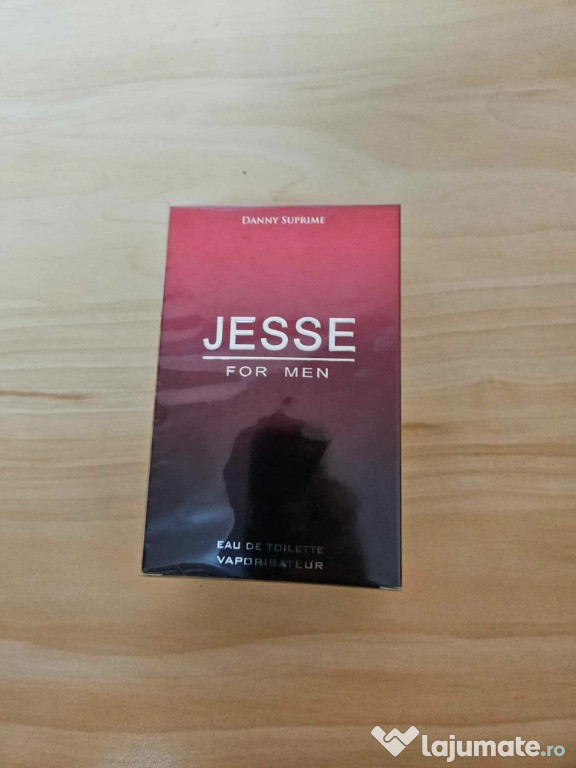 DANNY SUPRIME
JESSE
FOR MEN
EAU DE TOILETTE
VAPORISATEUR
lajumate.ro